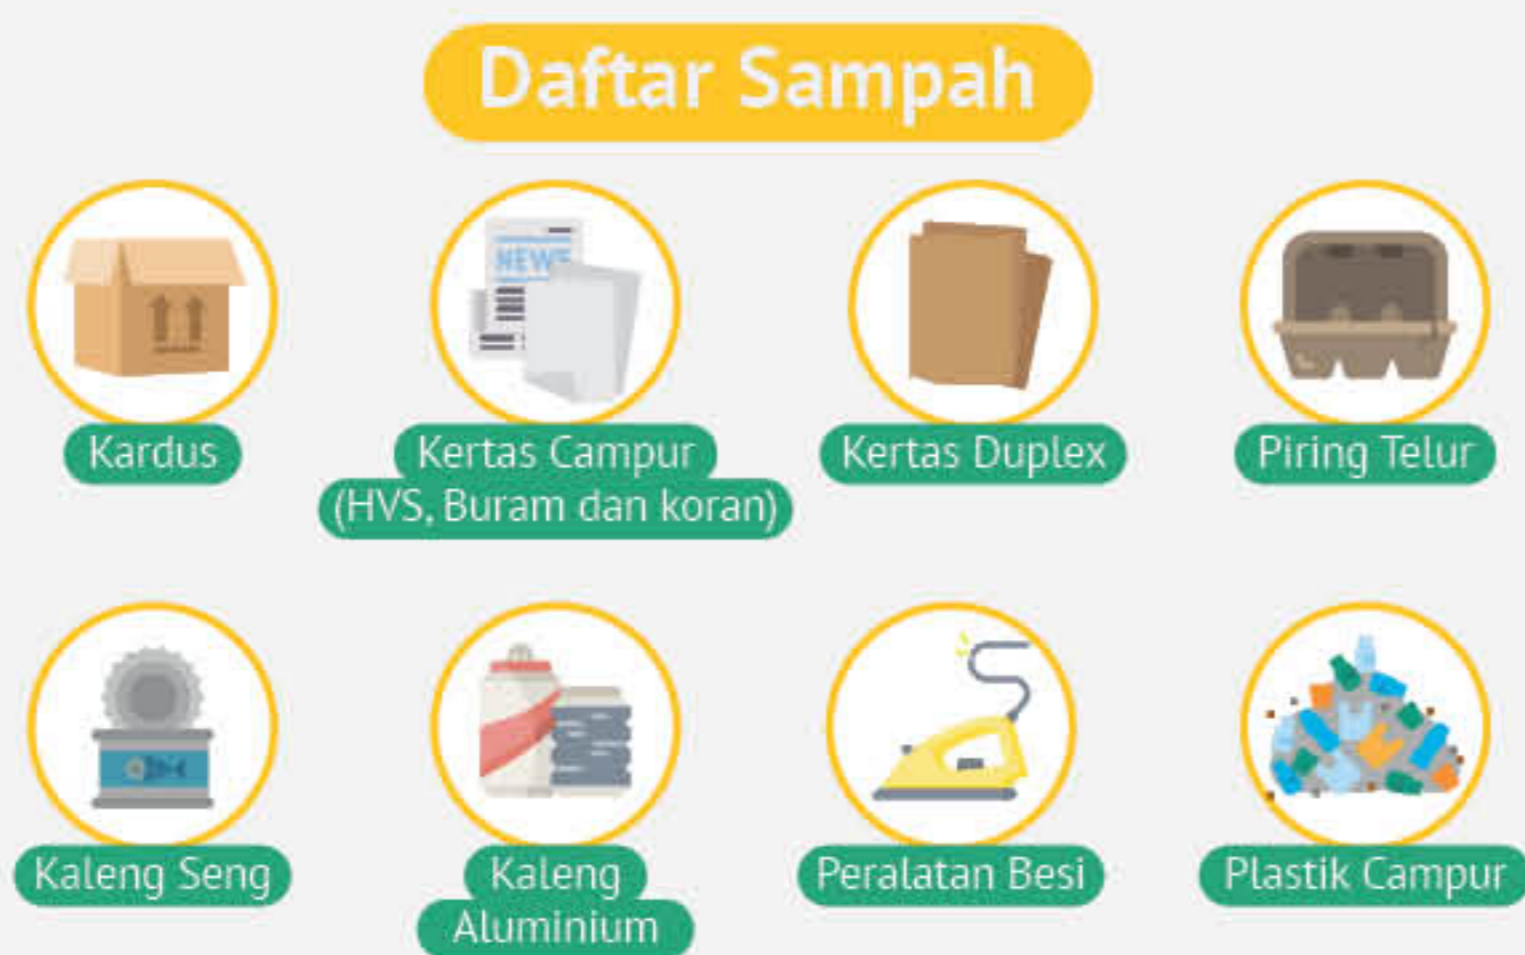 Daftar Sampah
NEWS
Kardus
Kertas Campur
(HVS, Buram dan koran)
Kertas Duplex
Piring Telur
Kaleng Seng
Kaleng
Aluminium
Peralatan Besi
Plastik Campur